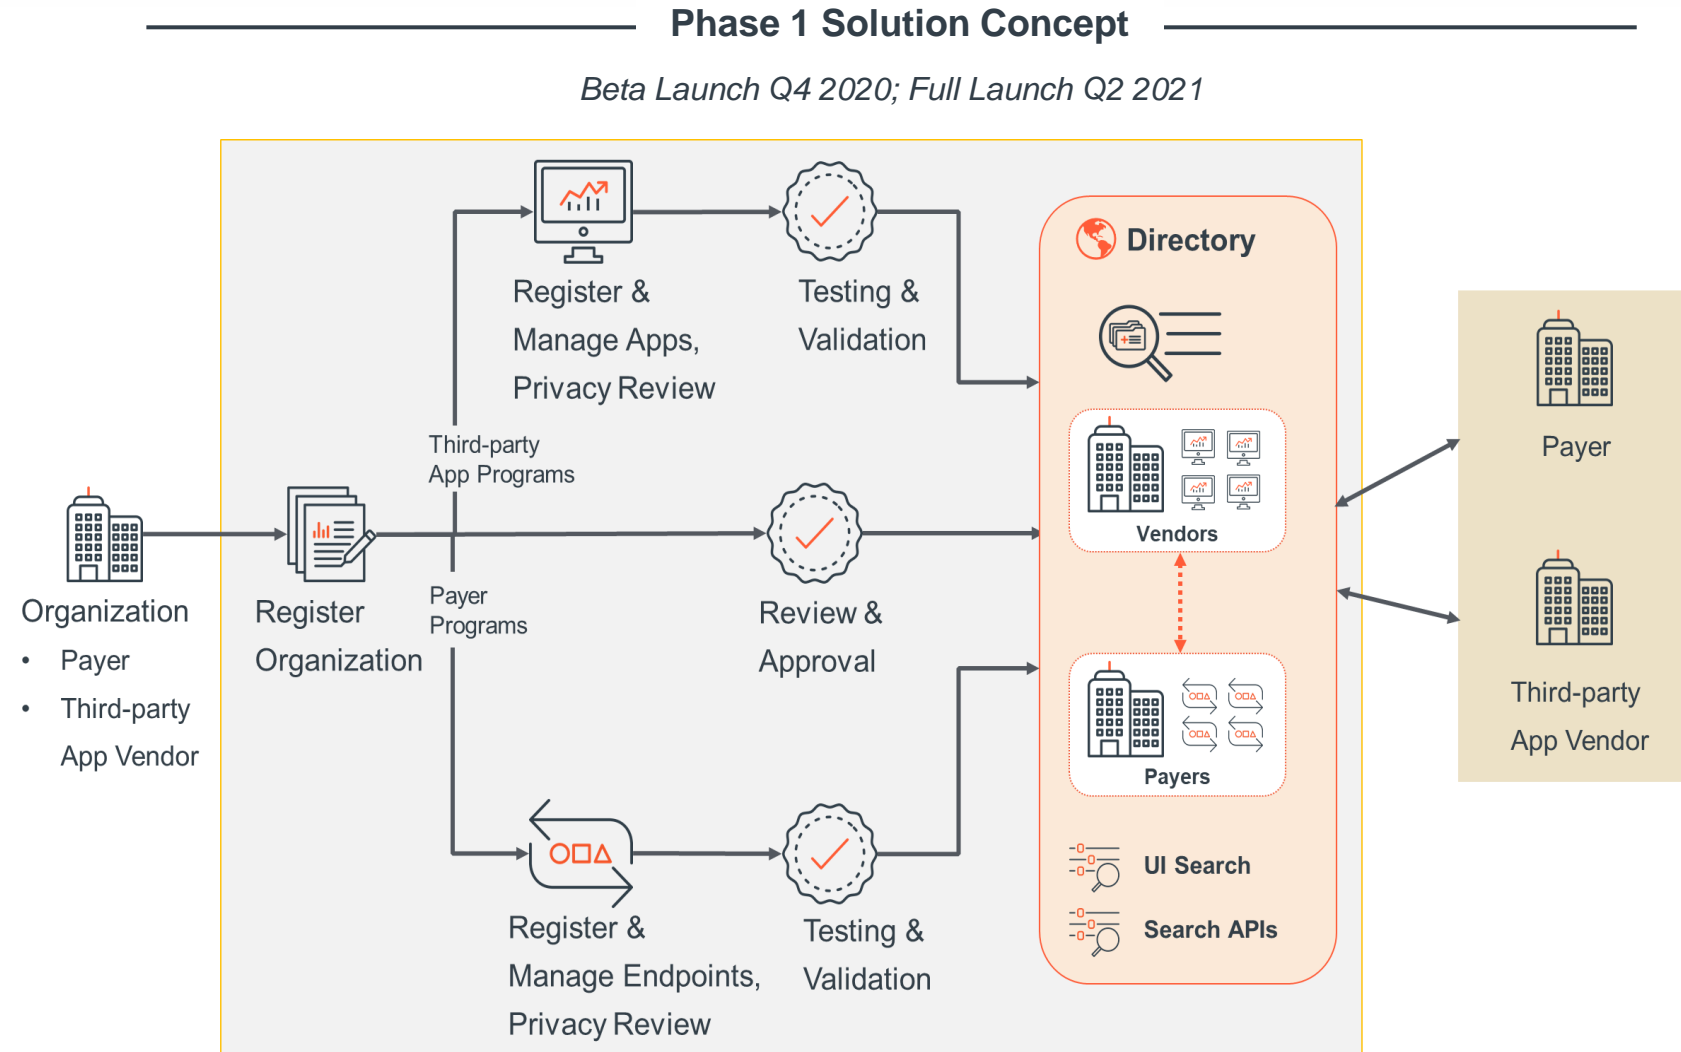 Phase 1 Solution Concept
Beta Launch Q4 2020; Full Launch Q2 2021
Organization
• Payer
• Third-party
App Vendor
Register
Organization
Third-party
App Programs
Payer
Programs
Register &
Manage Apps,
Privacy Review
Testing &
Validation
Review &
Approval
Register &
Manage Endpoints,
Privacy Review
Testing &
Validation
Directory
Vendors
Payers
UI Search
Search APIs
Payer
Third-party
App Vendor